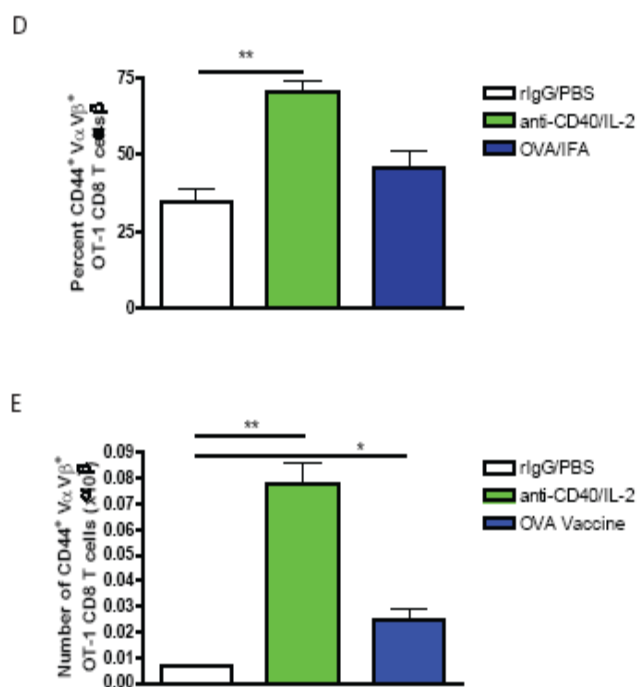 D
**
75
50
25
0
Percent CD44⁺ VαVβ⁺
OT-1 CD8 T cells
rIgG/PBS
anti-CD40/IL-2
OVA/IFA
E
**
*
0.09
0.08
0.07
0.06
0.05
0.04
0.03
0.02
0.01
0.00
Number of CD44⁺ VαVβ⁺
OT-1 CD8 T cells
rIgG/PBS
anti-CD40/IL-2
OVA Vaccine